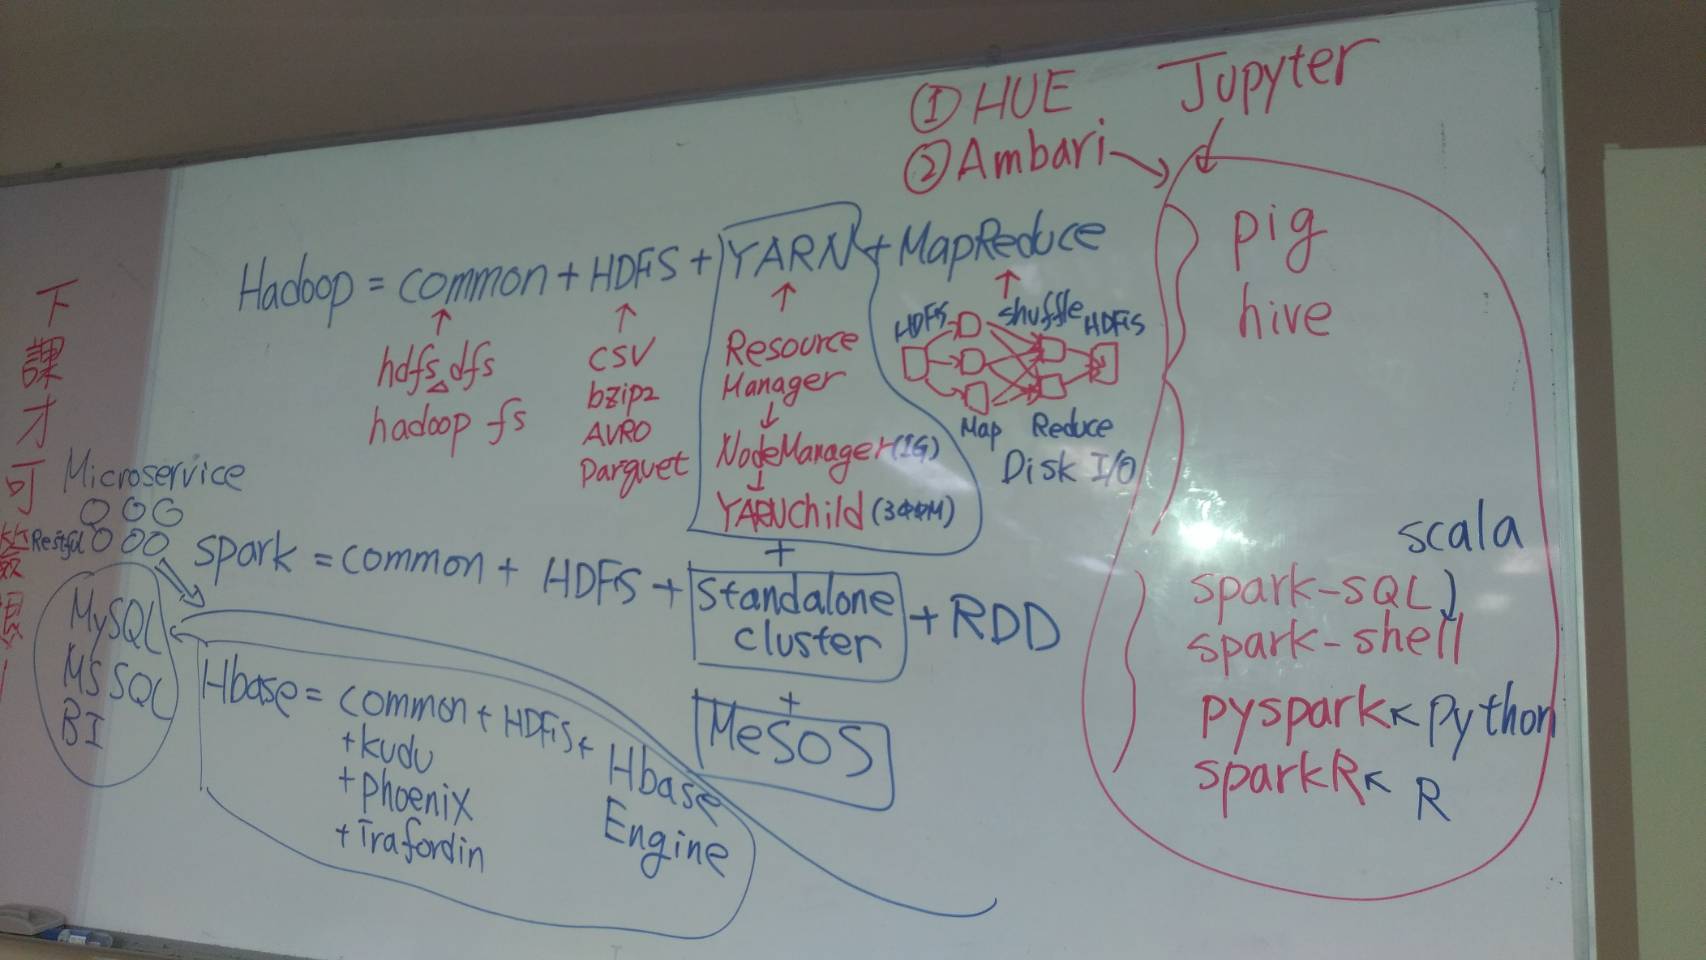 ① HUE
② Ambari
Jupyter
Hadoop = common + HDFS + YARN + MapReduce
hdfs dfs
hadoop fs
CSV
bzip2
AVRO
Parquet
Resource
Manager
NodeManager (1G)
YARNChild (300M)
HDFS
shuffle
HDFS
Map Reduce
Disk I/O
pig
hive
scala
spark-SQL
spark-shell
pyspark Python
sparkR R
下
課
才
可
Microservice
Restful
spark = common + HDFS + Standalone cluster + RDD
+
+
MeSOS
MySQL
MS SQL
BI
Hbase = common + HDFS + Hbase
Engine
+ kudu
+ Phoenix
+ Trafordin